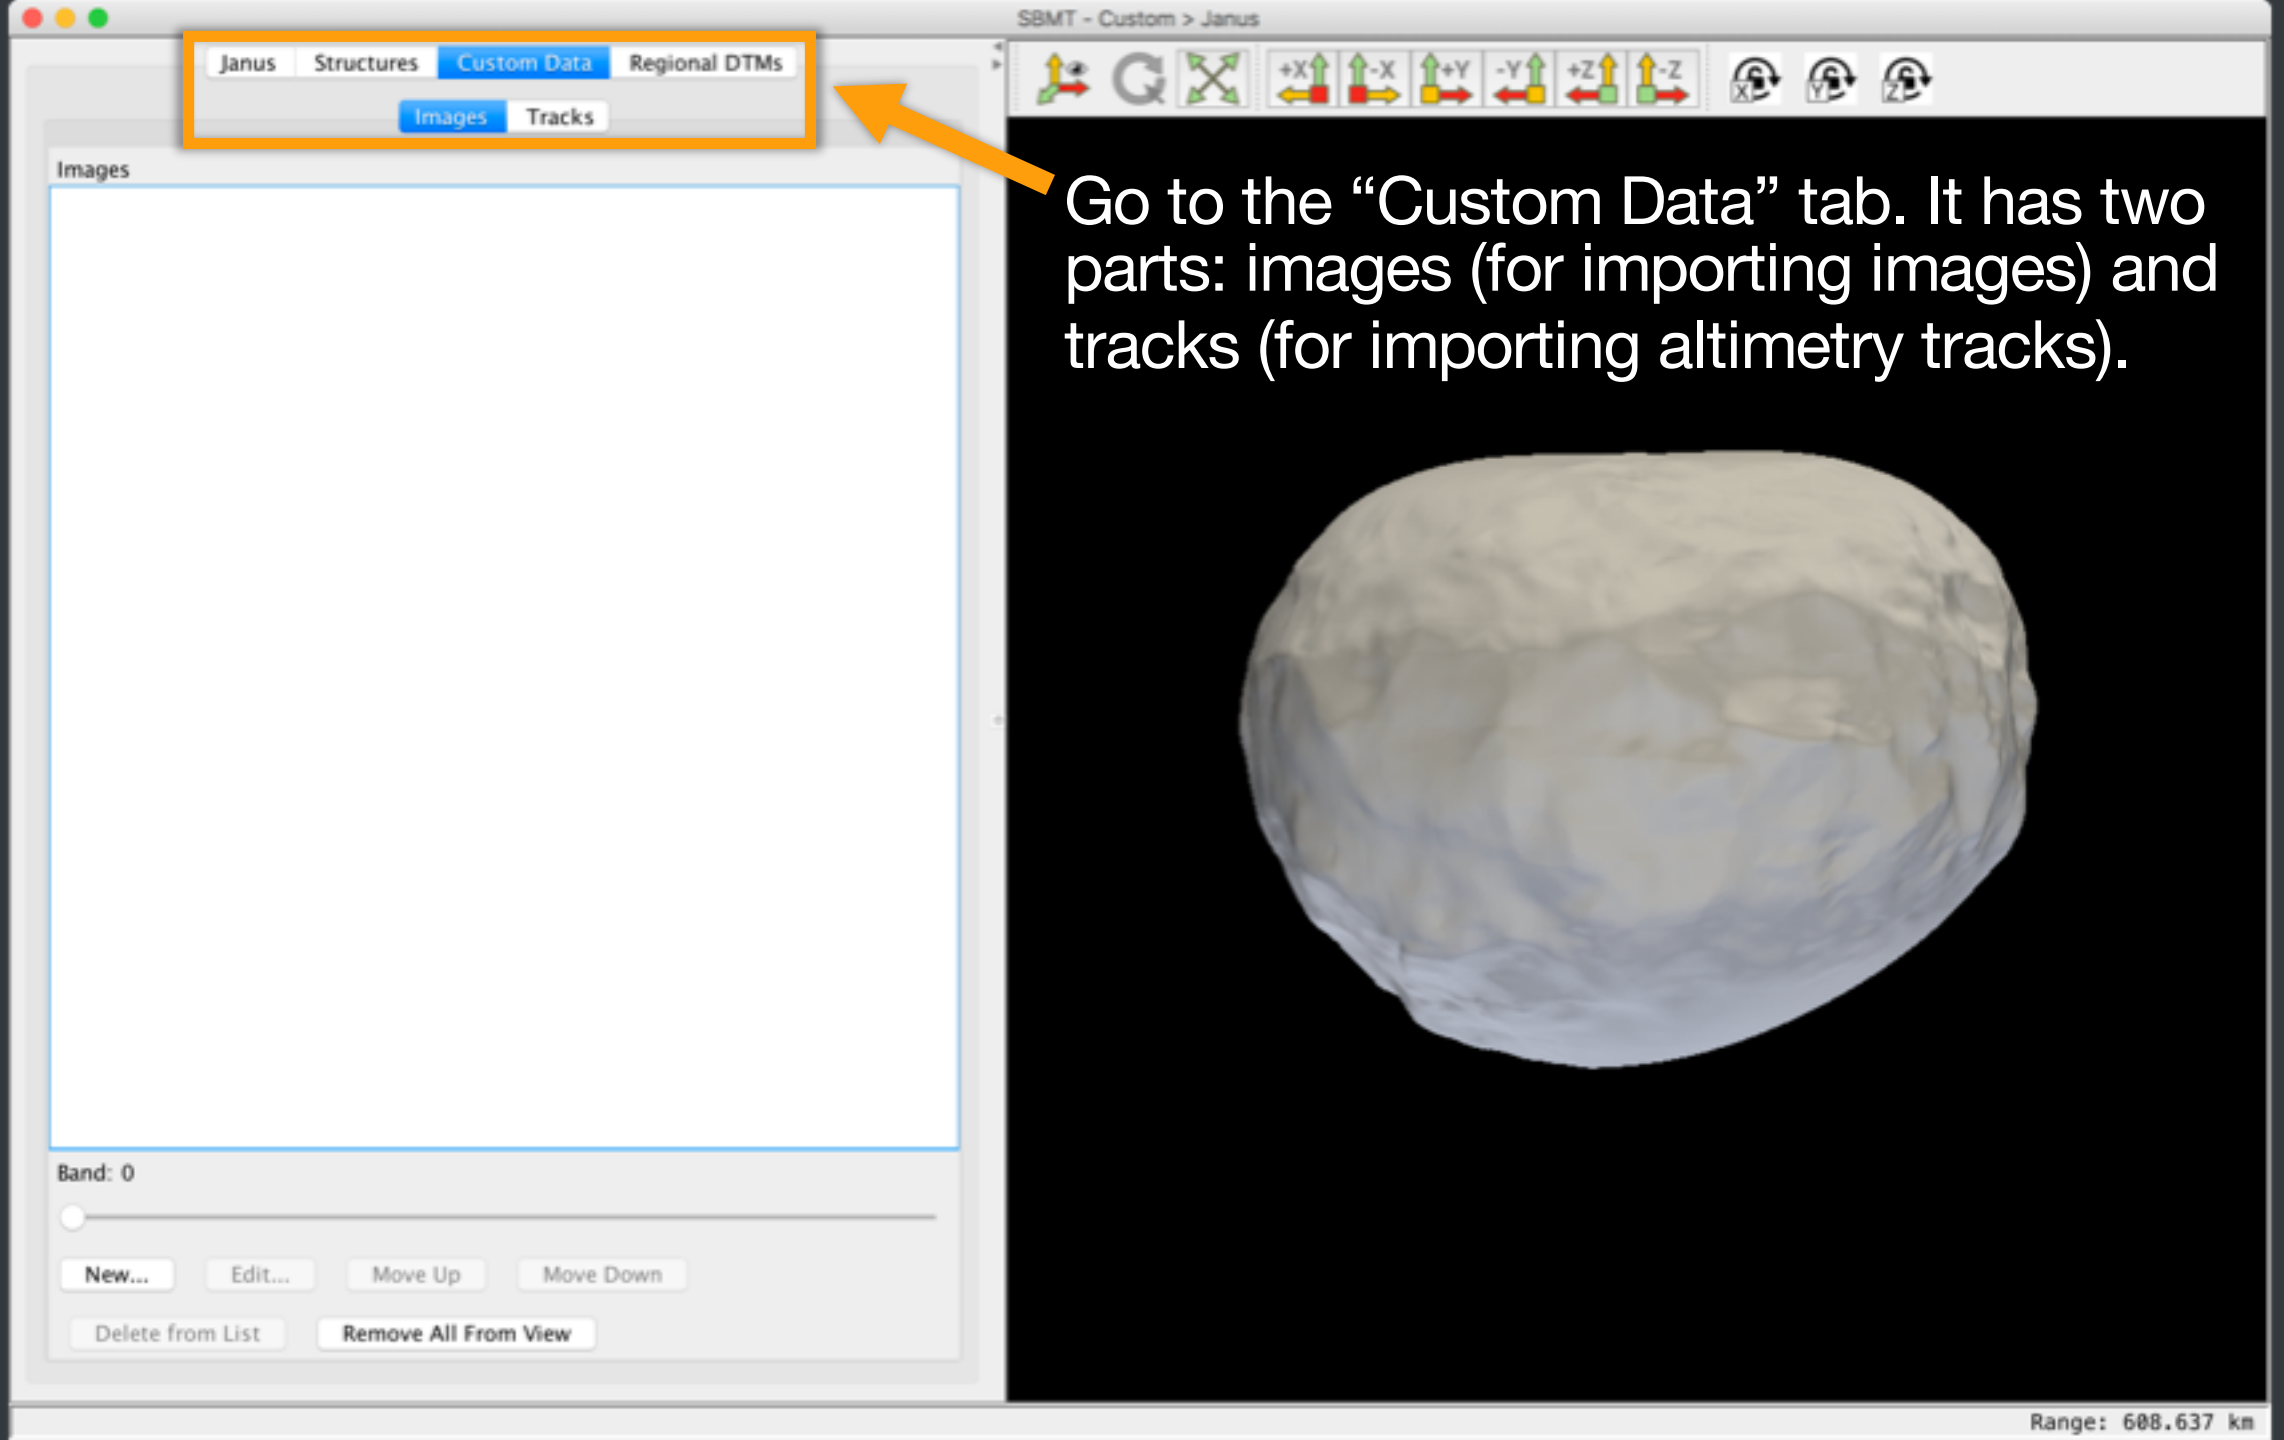 SBMT - Custom > Janus
Janus Structures Custom Data Regional DTMs
Images Tracks
+X -X +Y -Y +Z -Z X Y Z
Images
Go to the “Custom Data” tab. It has two
parts: images (for importing images) and
tracks (for importing altimetry tracks).
Band: 0
New... Edit... Move Up Move Down
Delete from List Remove All From View
Range: 608.637 km